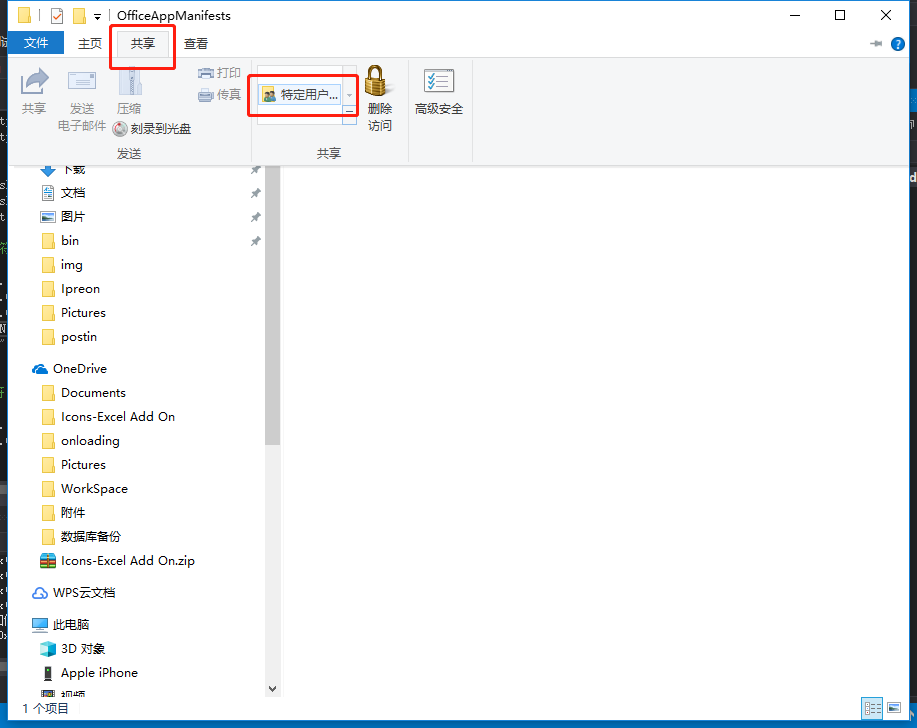 OfficeAppManifests
文件 主页 共享 查看
共享
发送
电子邮件
压缩
刻录到光盘
打印
传真
发送
特定用户...
删除
访问
共享
高级安全
下载
文档
图片
bin
img
Ipreon
Pictures
postin
OneDrive
Documents
Icons-Excel Add On
onloading
Pictures
WorkSpace
附件
数据库备份
Icons-Excel Add On.zip
WPS云文档
此电脑
3D 对象
Apple iPhone
视频
1 个项目